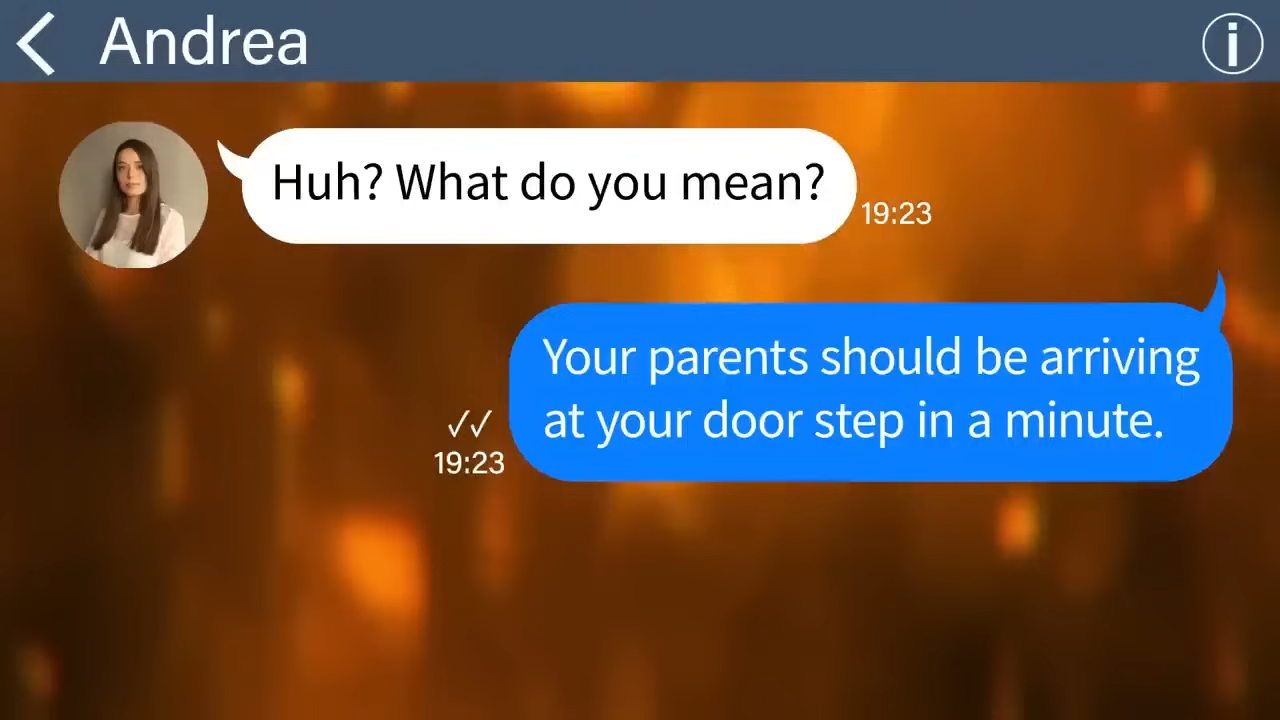 Andrea
Huh? What do you mean?
19:23
Your parents should be arriving
at your door step in a minute.
19:23